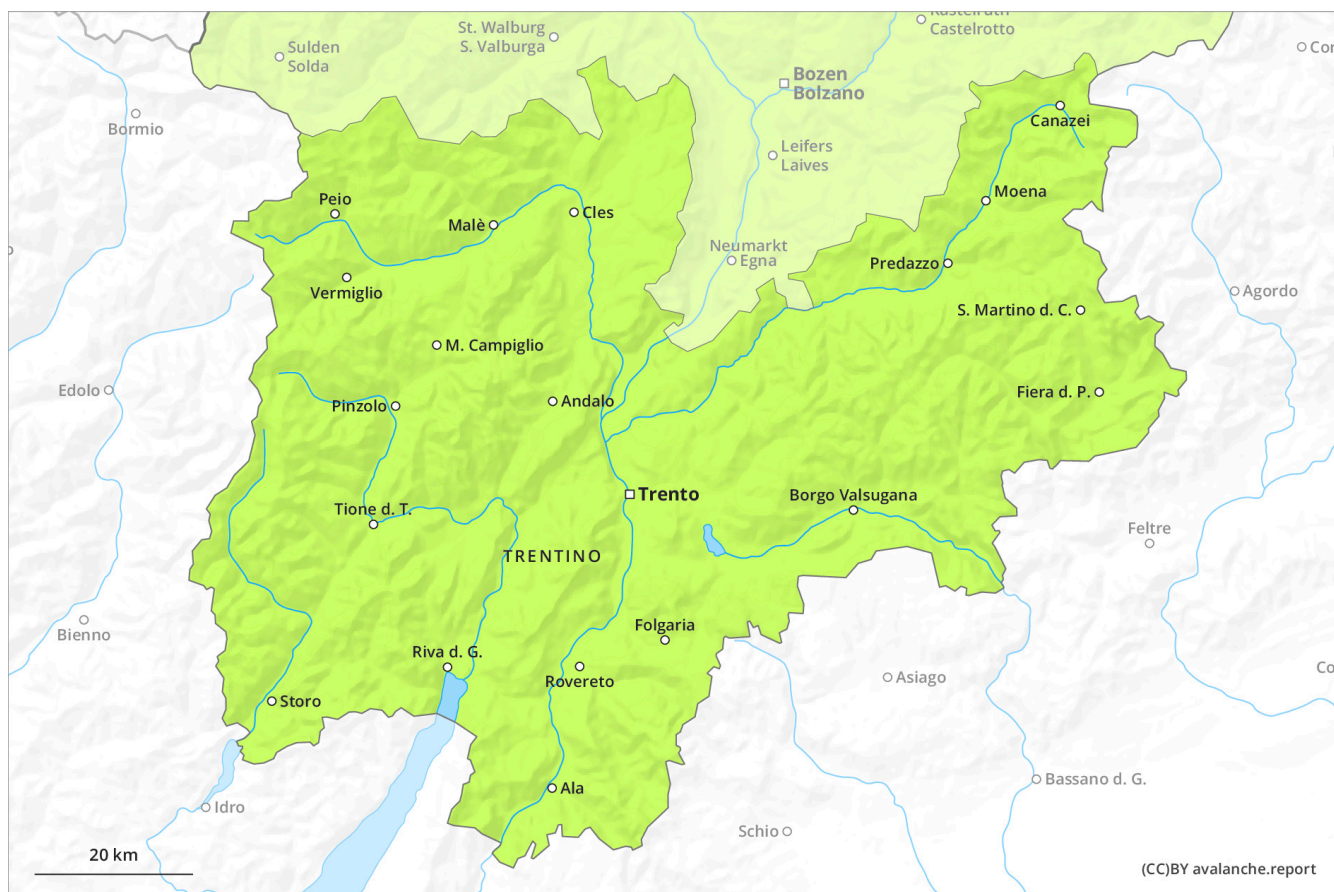 Kastelruth
Castelrotto
St. Walburg
S. Valburga
Sulden
Solda
Bozen
Bolzano
Bormio
Canazei
Leifers
Laives
Moena
Peio
Malè
Cles
Neumarkt
Egna
Predazzo
Vermiglio
Agordo
S. Martino d. C.
M. Campiglio
Edolo
Pinzolo
Andalo
Fiera d. P.
Trento
Borgo Valsugana
Tione d. T.
Feltre
TRENTINO
Bienno
Folgaria
Riva d. G.
Rovereto
Asiago
Storo
Bassano d. G.
Ala
Idro
Schio
20 km
(CC)BY avalanche.report